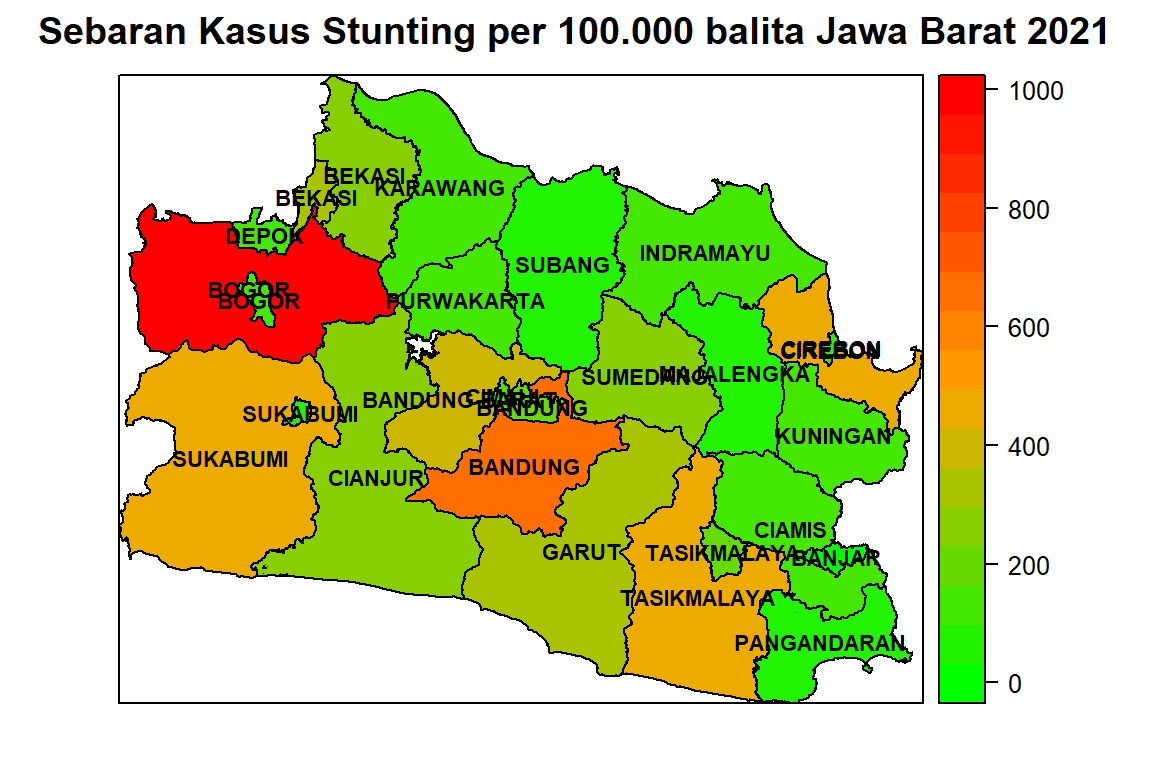 Sebaran Kasus Stunting per 100.000 balita Jawa Barat 2021
BEKASI
KARAWANG
BEKASI
DEPOK
INDRAMAYU
SUBANG
BOGOR
BOGOR
PURWAKARTA
CIREBON
CIREBON
SUMEDANG
MAJALENGKA
BANDUNG BARAT
CIMAHI
BANDUNG
SUKABUMI
KUNINGAN
SUKABUMI
BANDUNG
CIANJUR
CIAMIS
GARUT
TASIKMALAYA
BANJAR
TASIKMALAYA
PANGANDARAN
1000
800
600
400
200
0